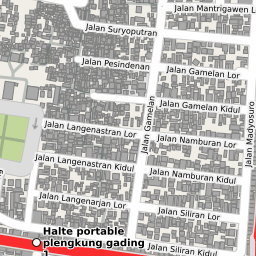 Jalan Mantrigawen L
Jalan Suryoputran
Jalan Pesindenan
Jalan Gamelan Lor
Jalan Gamelan Kidul
Jalan Gamelan
Jalan Madyosuro
Jalan Langenastran Lor
Jalan Namburan Lor
Jalan Langenastran Kidul
Jalan Namburan Kidul
Jalan Langenarjan Lor
Jalan Siliran Lor
Halte portable
plengkung gading
1
Jalan Siliran Kidul